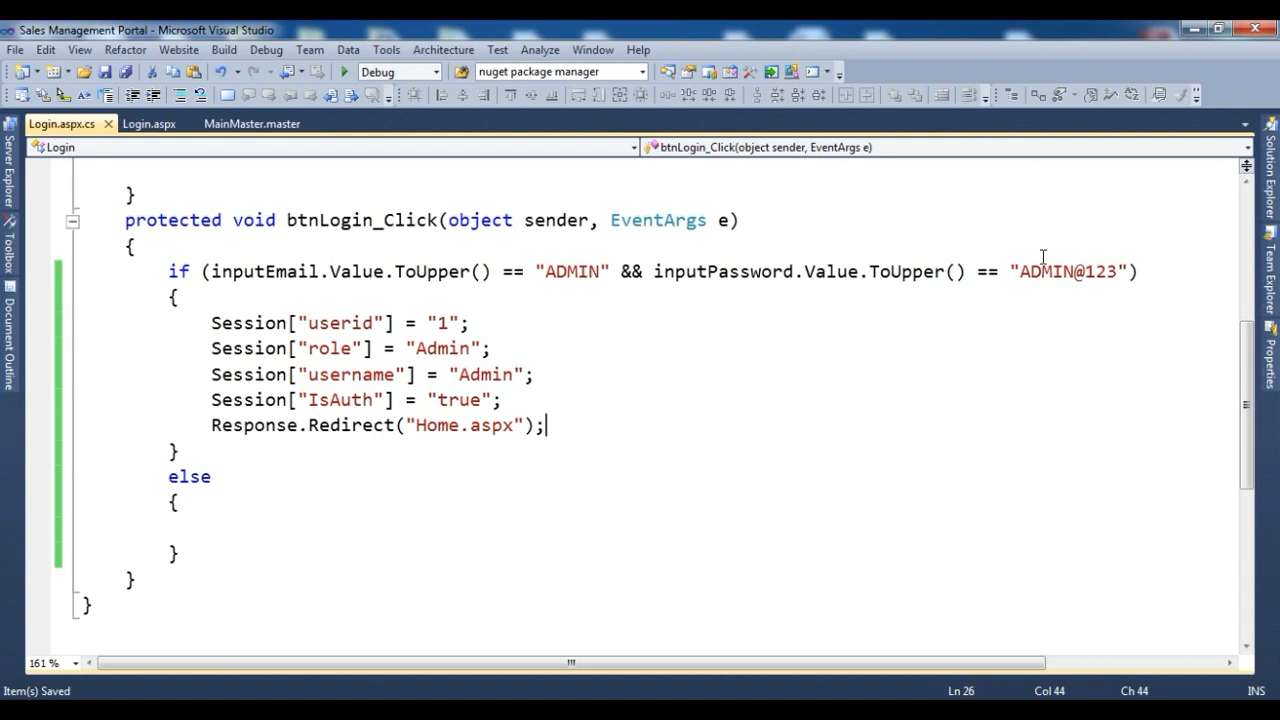 Sales Management Portal - Microsoft Visual Studio
File Edit View Refactor Website Build Debug Team Data Tools Architecture Test Analyze Window Help
Debug nuget package manager
Login.aspx.cs Login.aspx MainMaster.master
Login btnLogin_Click(object sender, EventArgs e)
Server Explorer
Toolbox
Document Outline
}
protected void btnLogin_Click(object sender, EventArgs e)
{
if (inputEmail.Value.ToUpper() == "ADMIN" && inputPassword.Value.ToUpper() == "ADMIN@123")
{
Session["userid"] = "1";
Session["role"] = "Admin";
Session["username"] = "Admin";
Session["IsAuth"] = "true";
Response.Redirect("Home.aspx");
}
else
{
}
}
}
Solution Explorer
Team Explorer
Properties
161 %
Item(s) Saved Ln 26 Col 44 Ch 44 INS